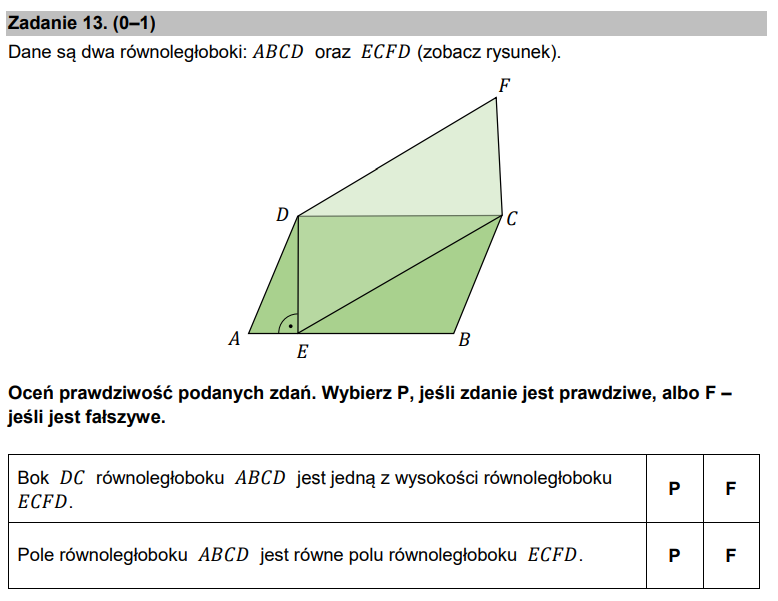 Zadanie 13. (0–1)
Dane są dwa równoległoboki: ABCD oraz ECFD (zobacz rysunek).
F
D
C
A
E
B
Oceń prawdziwość podanych zdań. Wybierz P, jeśli zdanie jest prawdziwe, albo F –
jeśli jest fałszywe.
Bok DC równoległoboku ABCD jest jedną z wysokości równoległoboku
ECFD.
P
F
Pole równoległoboku ABCD jest równe polu równoległoboku ECFD.
P
F